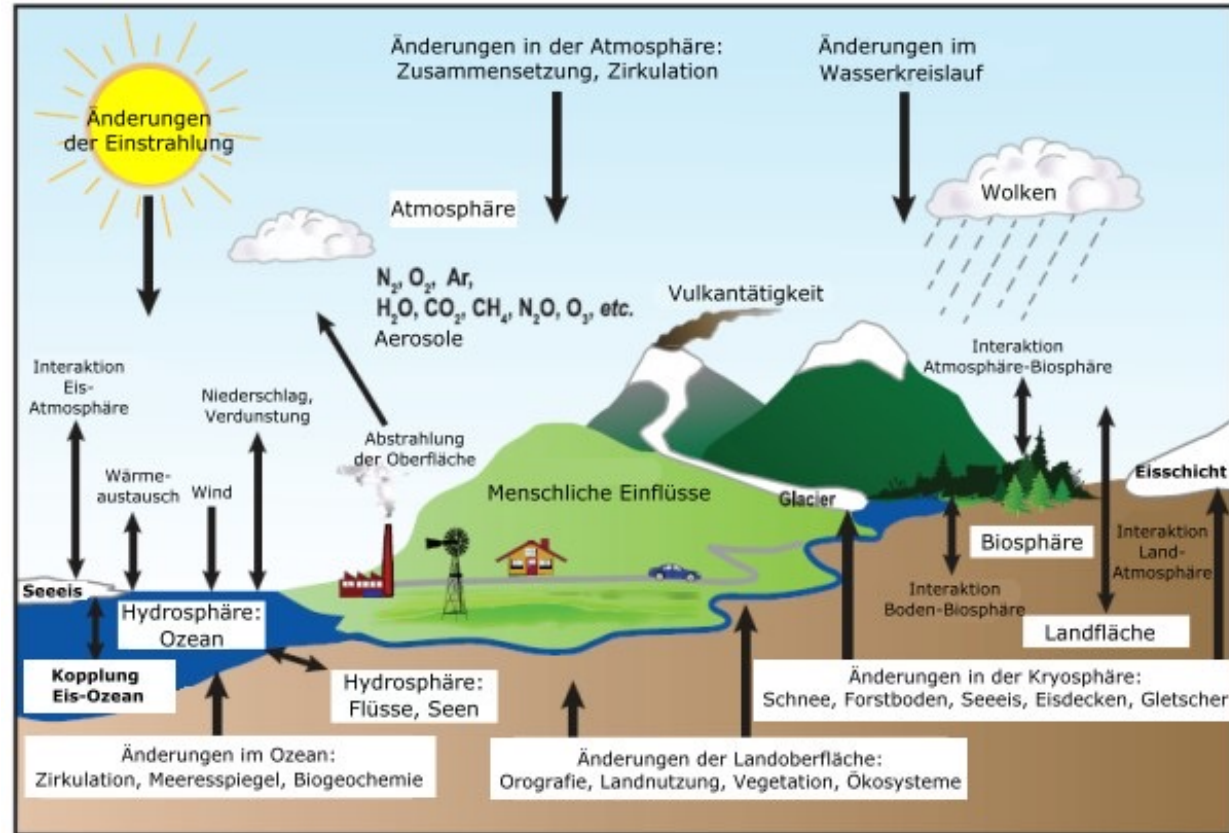 Änderungen in der Atmosphäre:
Zusammensetzung, Zirkulation
Änderungen im
Wasserkreislauf
Änderungen
der Einstrahlung
Wolken
Atmosphäre
N₂, O₂, Ar,
H₂O, CO₂, CH₄, N₂O, O₃, etc.
Aerosole
Vulkantätigkeit
Interaktion
Eis-
Atmosphäre
Niederschlag,
Verdunstung
Interaktion
Atmosphäre-Biosphäre
Abstrahlung
der Oberfläche
Wärme-
austausch
Wind
Menschliche Einflüsse
Glacier
Eisschicht
Biosphäre
Interaktion
Land-
Atmosphäre
Seeeis
Hydrosphäre:
Ozean
Interaktion
Boden-Biosphäre
Landfläche
Kopplung
Eis-Ozean
Hydrosphäre:
Flüsse, Seen
Änderungen in der Kryosphäre:
Schnee, Forstboden, Seeeis, Eisdecken, Gletscher
Änderungen im Ozean:
Zirkulation, Meeresspiegel, Biogeochemie
Änderungen der Landoberfläche:
Orografie, Landnutzung, Vegetation, Ökosysteme